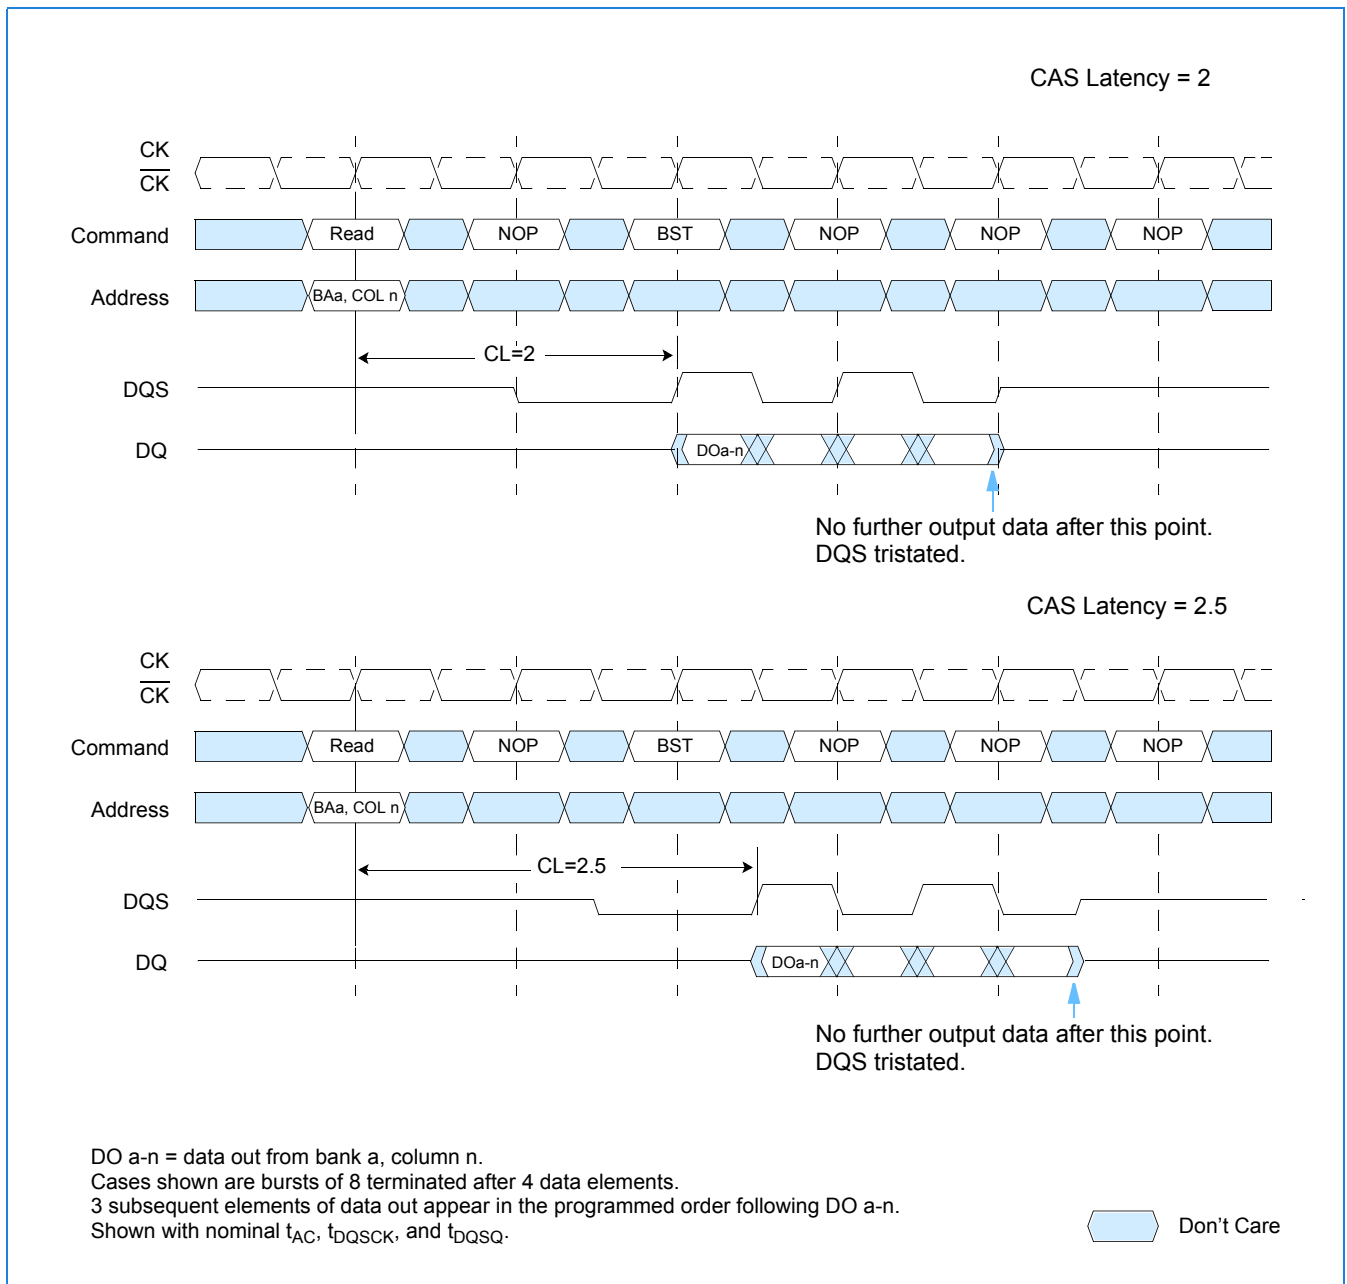 CAS Latency = 2
CK
CK
Command Read NOP BST NOP NOP NOP
Address BAa, COL n
CL=2
DQS
DQ DOa-n
No further output data after this point.
DQS tristated.
CAS Latency = 2.5
CK
CK
Command Read NOP BST NOP NOP NOP
Address BAa, COL n
CL=2.5
DQS
DQ DOa-n
No further output data after this point.
DQS tristated.
DO a-n = data out from bank a, column n.
Cases shown are bursts of 8 terminated after 4 data elements.
3 subsequent elements of data out appear in the programmed order following DO a-n.
Shown with nominal tAC, tDQSCK, and tDQSQ.
Don't Care